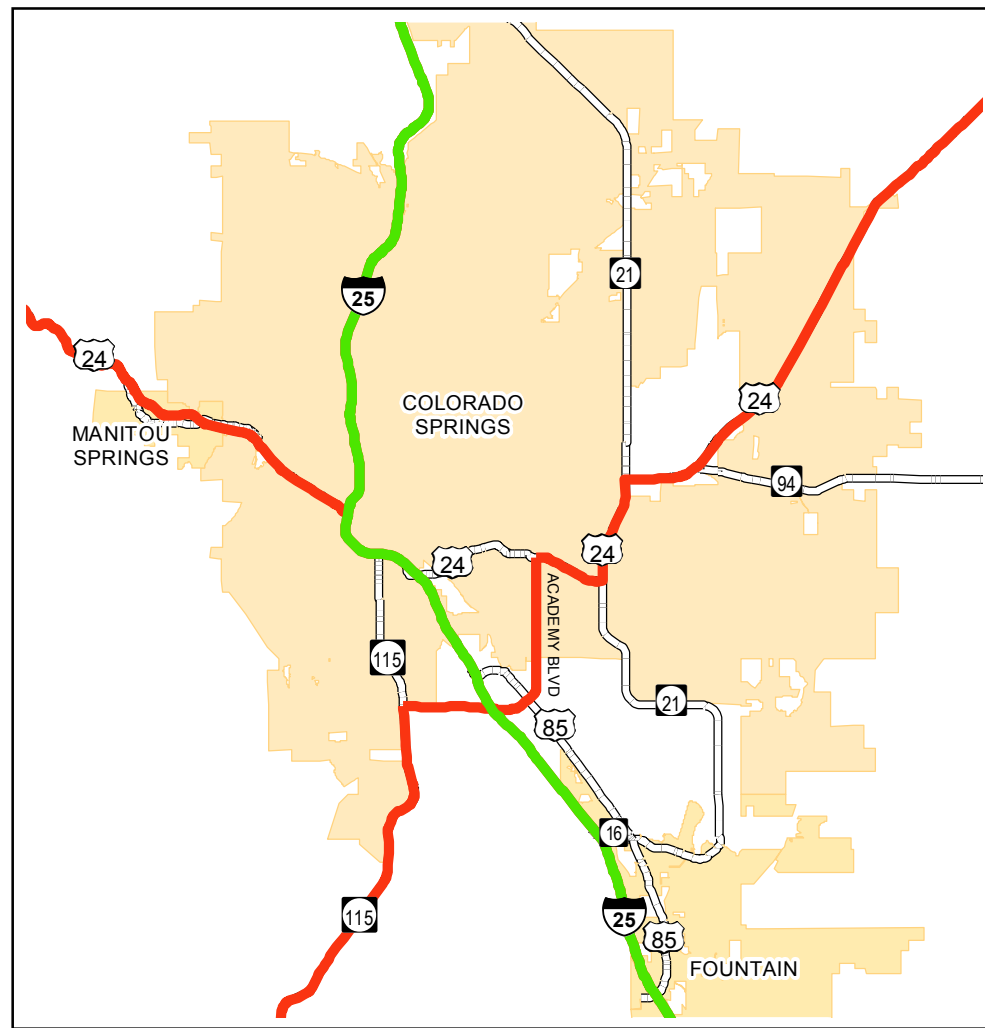 21
25
24
COLORADO
SPRINGS
24
MANITOU
SPRINGS
94
24
24
ACADEMY BLVD
115
21
85
16
115
25
85
FOUNTAIN